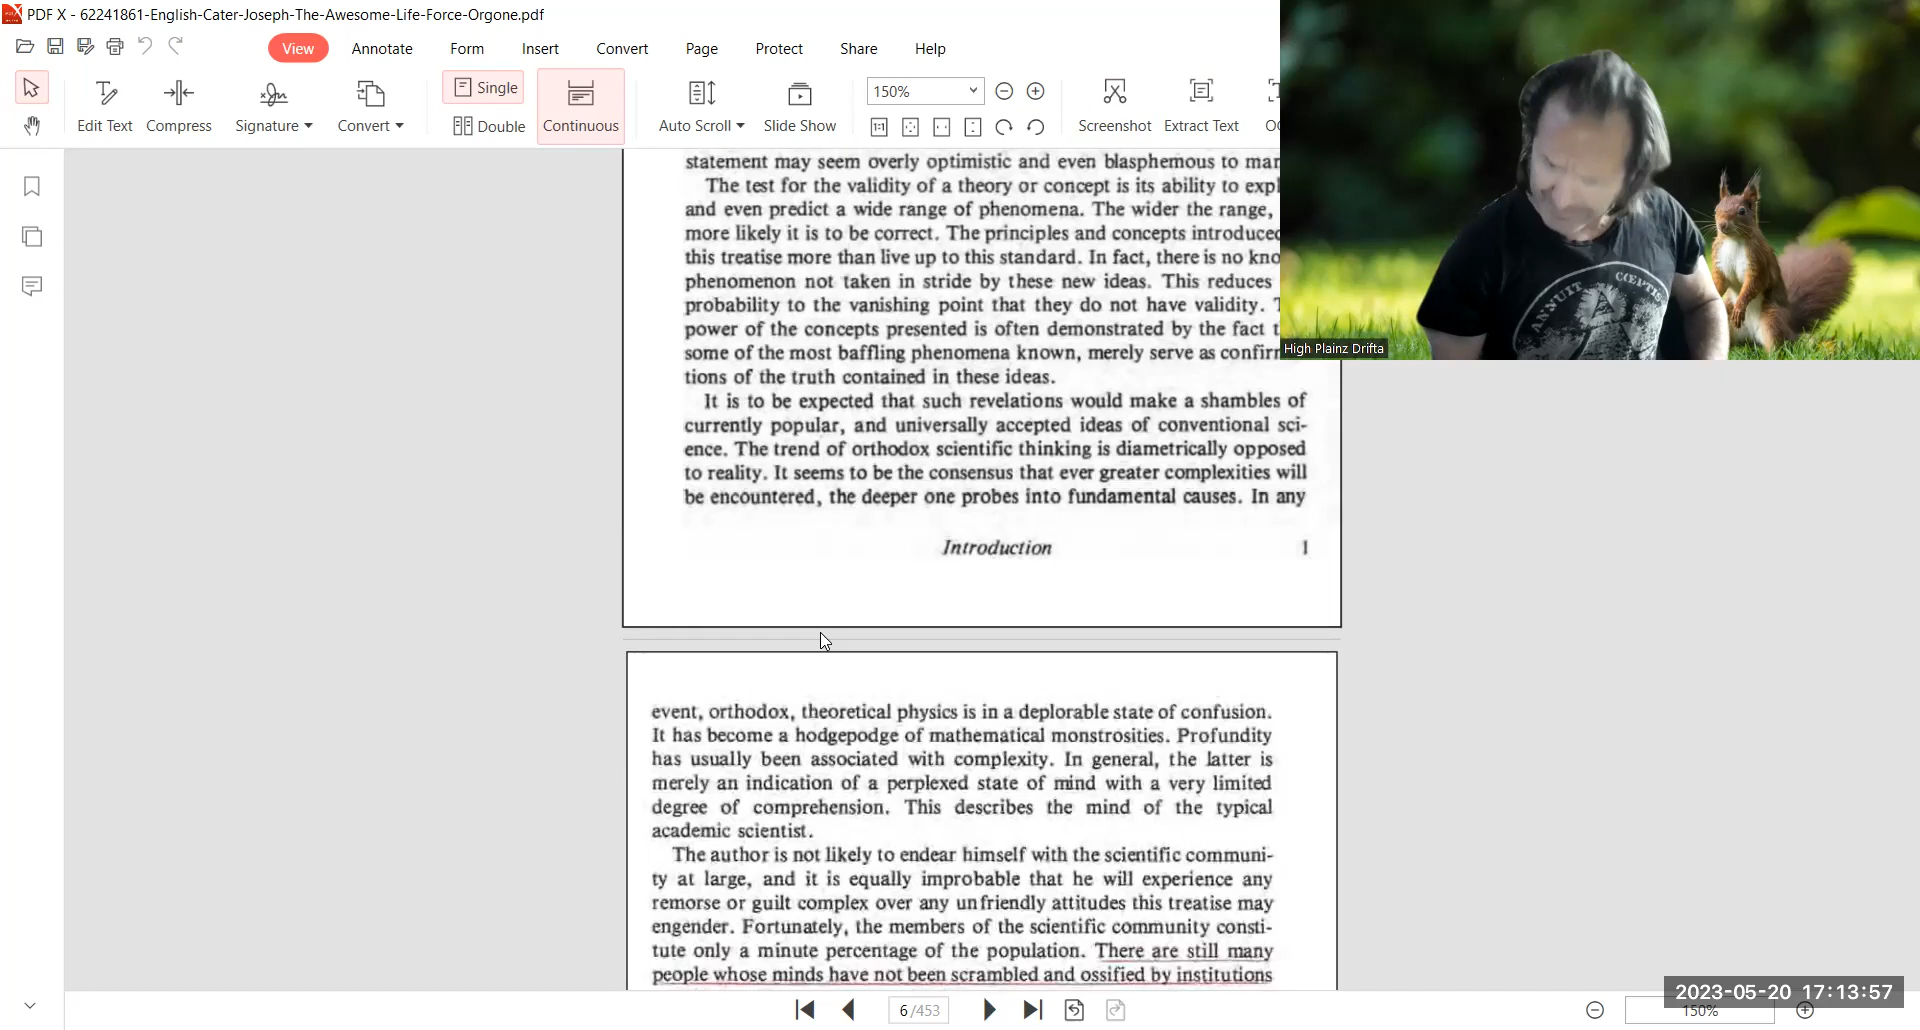 PDF X - 62241861-English-Cater-Joseph-The-Awesome-Life-Force-Orgone.pdf
View Annotate Form Insert Convert Page Protect Share Help
Edit Text Compress Signature Convert Single Double Continuous Auto Scroll Slide Show 150% Screenshot Extract Text
statement may seem overly optimistic and even blasphemous to
The test for the validity of a theory or concept is its ability to
and even predict a wide range of phenomena. The wider the range,
more likely it is to be correct. The principles and concepts
this treatise more than live up to this standard. In fact, there is no
phenomenon not taken in stride by these new ideas. This reduces
probability to the vanishing point that they do not have validity.
power of the concepts presented is often demonstrated by the fact
some of the most baffling phenomena known, merely serve as
tions of the truth contained in these ideas.
It is to be expected that such revelations would make a shambles of
currently popular, and universally accepted ideas of conventional sci-
ence. The trend of orthodox scientific thinking is diametrically opposed
to reality. It seems to be the consensus that ever greater complexities will
be encountered, the deeper one probes into fundamental causes. In any
Introduction 1
event, orthodox, theoretical physics is in a deplorable state of confusion.
It has become a hodgepodge of mathematical monstrosities. Profundity
has usually been associated with complexity. In general, the latter is
merely an indication of a perplexed state of mind with a very limited
degree of comprehension. This describes the mind of the typical
academic scientist.
The author is not likely to endear himself with the scientific communi-
ty at large, and it is equally improbable that he will experience any
remorse or guilt complex over any unfriendly attitudes this treatise may
engender. Fortunately, the members of the scientific community consti-
tute only a minute percentage of the population. There are still many
people whose minds have not been scrambled and ossified by institutions
6 /453
150%
ANNUIT CŒPTIS
High Plainz Drifta
2023-05-20 17:13:57